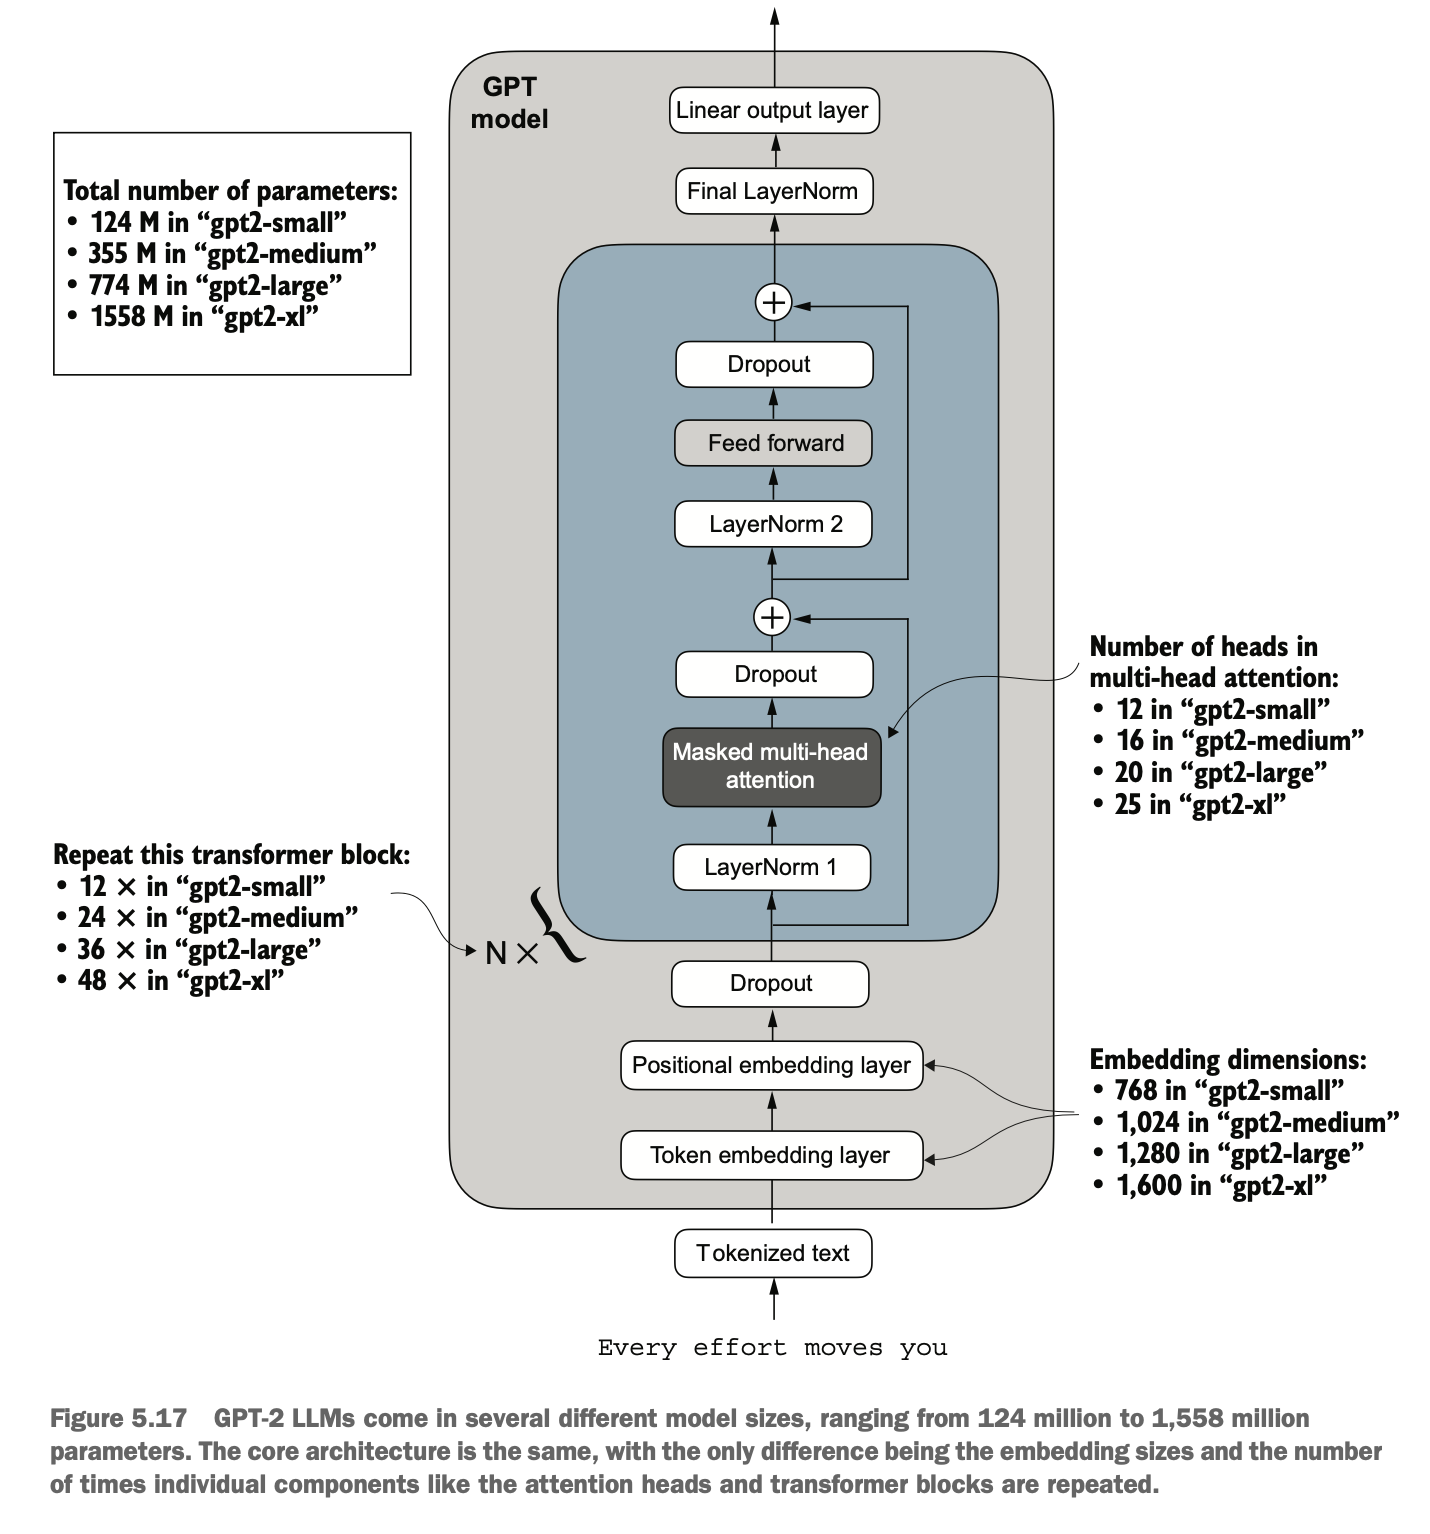 GPT
model
Linear output layer
Final LayerNorm
Total number of parameters:
• 124 M in “gpt2-small”
• 355 M in “gpt2-medium”
• 774 M in “gpt2-large”
• 1558 M in “gpt2-xl”
+
Dropout
Feed forward
LayerNorm 2
+
Dropout
Masked multi-head
attention
LayerNorm 1
Number of heads in
multi-head attention:
• 12 in “gpt2-small”
• 16 in “gpt2-medium”
• 20 in “gpt2-large”
• 25 in “gpt2-xl”
Repeat this transformer block:
• 12 × in “gpt2-small”
• 24 × in “gpt2-medium”
• 36 × in “gpt2-large”
• 48 × in “gpt2-xl”
N × {
Dropout
Positional embedding layer
Token embedding layer
Embedding dimensions:
• 768 in “gpt2-small”
• 1,024 in “gpt2-medium”
• 1,280 in “gpt2-large”
• 1,600 in “gpt2-xl”
Tokenized text
Every effort moves you
Figure 5.17 GPT-2 LLMs come in several different model sizes, ranging from 124 million to 1,558 million
parameters. The core architecture is the same, with the only difference being the embedding sizes and the number
of times individual components like the attention heads and transformer blocks are repeated.